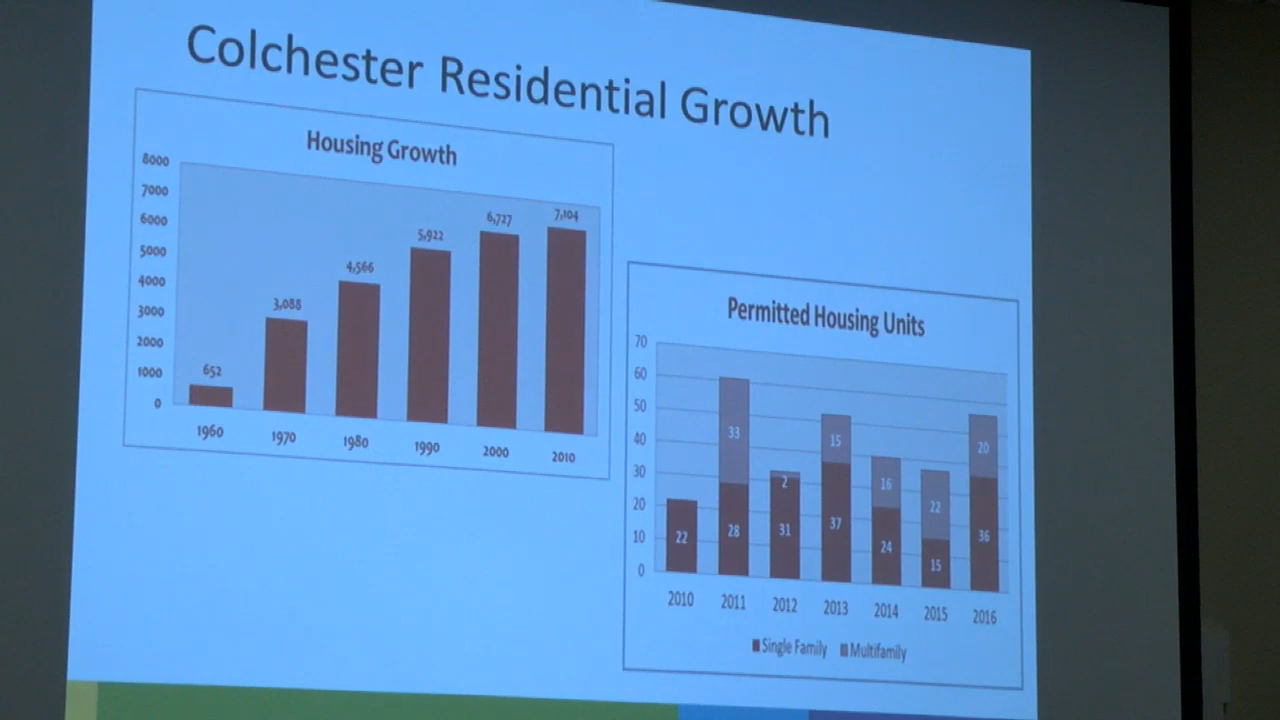 Colchester Residential Growth
Housing Growth
8000
7000
6000
5000
4000
3000
2000
1000
0
652
3,088
4,566
5,922
6,727
7,104
1960 1970 1980 1990 2000 2010
Permitted Housing Units
70
60
50
40
30
20
10
0
33 2 15 16 22 20
22 28 31 37 24 15 36
2010 2011 2012 2013 2014 2015 2016
Single Family Multifamily